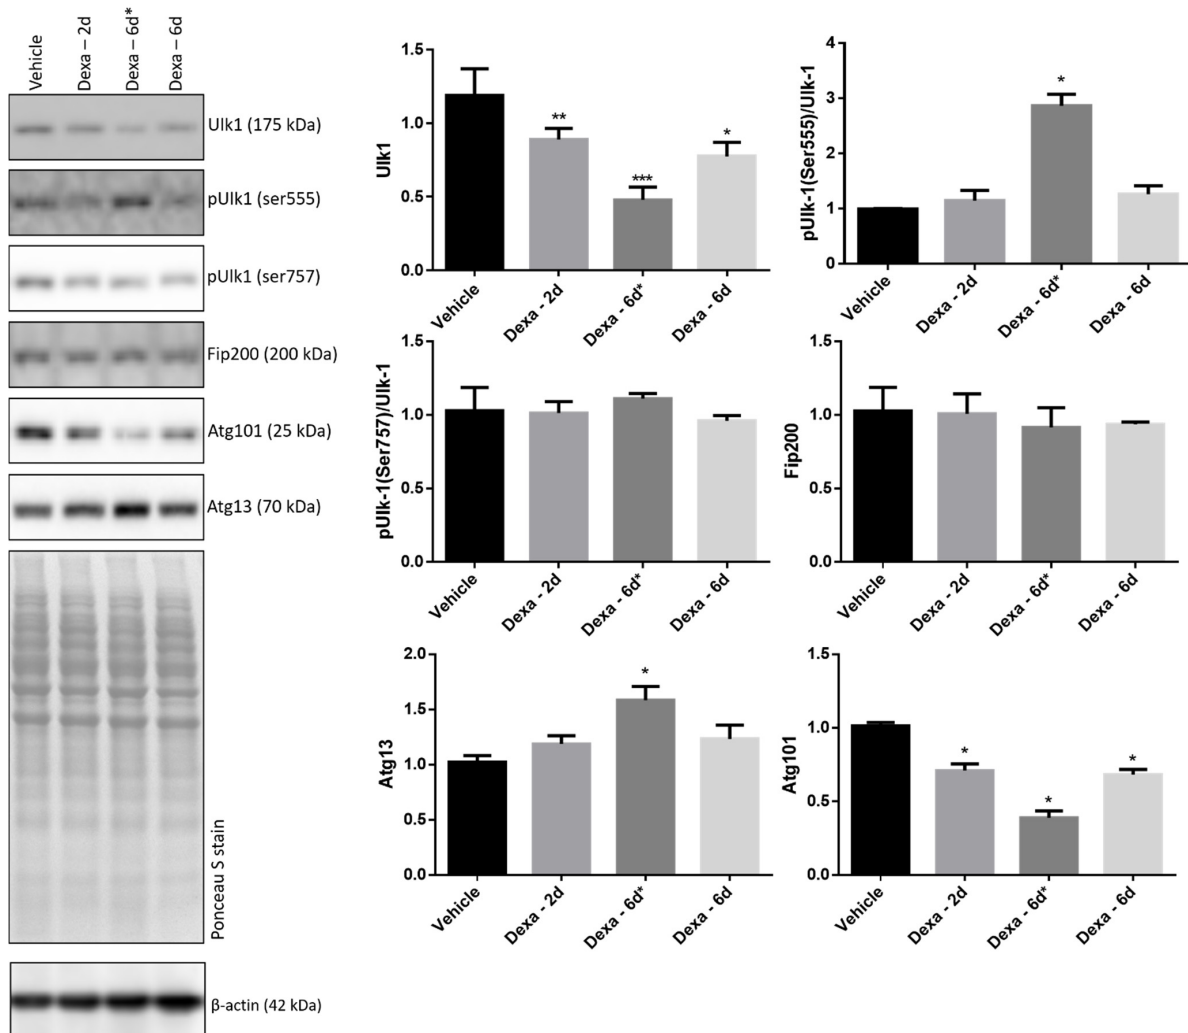 Vehicle
Dexa – 2d
Dexa – 6d*
Dexa – 6d
Ulk1 (175 kDa)
pUlk1 (ser555)
pUlk1 (ser757)
Fip200 (200 kDa)
Atg101 (25 kDa)
Atg13 (70 kDa)
Ponceau S stain
β-actin (42 kDa)
Ulk1
1.5
1.0
0.5
0.0
**
***
*
Vehicle
Dexa - 2d
Dexa - 6d*
Dexa - 6d
pUlk-1(Ser555)/Ulk-1
4
3
2
1
0
*
Vehicle
Dexa - 2d
Dexa - 6d*
Dexa - 6d
pUlk-1(Ser757)/Ulk-1
1.5
1.0
0.5
0.0
Vehicle
Dexa - 2d
Dexa - 6d*
Dexa - 6d
Fip200
1.5
1.0
0.5
0.0
Vehicle
Dexa - 2d
Dexa - 6d*
Dexa - 6d
Atg13
2.0
1.5
1.0
0.5
0.0
*
Vehicle
Dexa - 2d
Dexa - 6d*
Dexa - 6d
Atg101
1.5
1.0
0.5
0.0
*
*
*
Vehicle
Dexa - 2d
Dexa - 6d*
Dexa - 6d